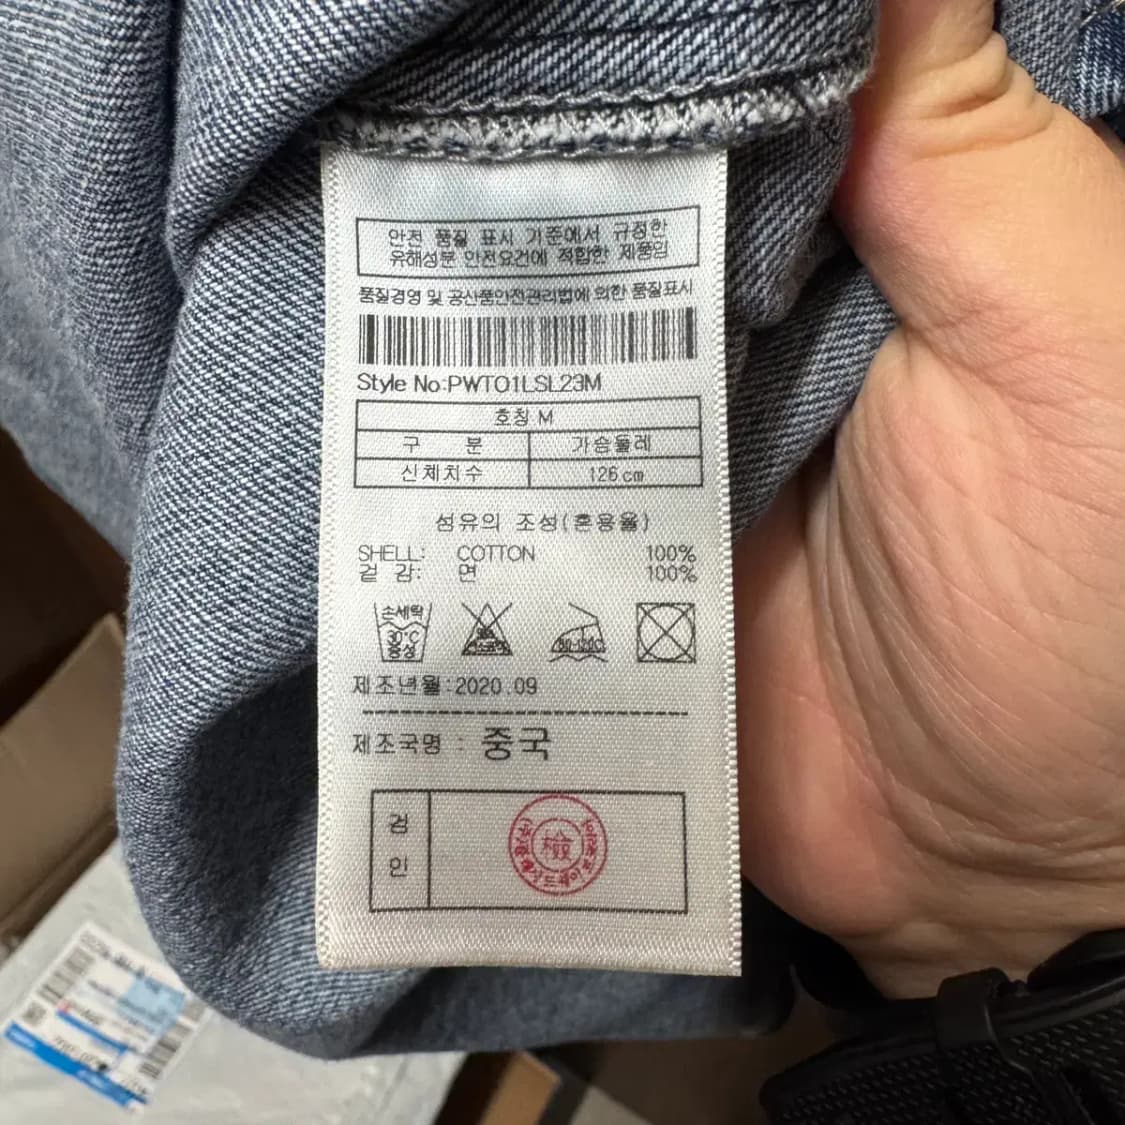 안전 품질 표시 기준에서 규정한
유해성분 안전요건에 적합한 제품임
품질경영 및 공산품안전관리법에 의한 품질표시
Style No:PWTO1LSL23M
호칭 M
구 분 가슴둘레
신체치수 126cm
섬유의 조성(혼용율)
SHELL: COTTON 100%
겉 감: 면 100%
손세탁
30°C
중성
80-120C
제조년월:2020.09
제조국명 : 중국
검
인
檢